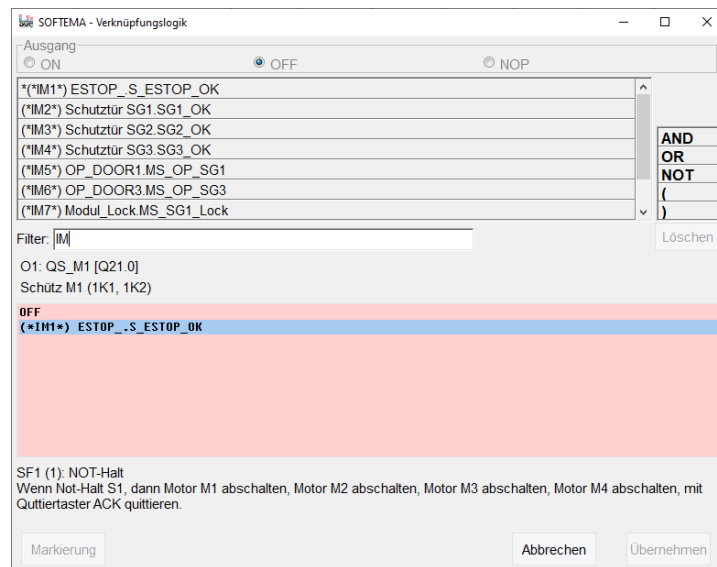 SOFTEMA - Verknüpfungslogik
Ausgang
ON OFF NOP
*(*IM1*) ESTOP_.S_ESTOP_OK
(*IM2*) Schutztür SG1.SG1_OK
(*IM3*) Schutztür SG2.SG2_OK
(*IM4*) Schutztür SG3.SG3_OK
(*IM5*) OP_DOOR1.MS_OP_SG1
(*IM6*) OP_DOOR3.MS_OP_SG3
(*IM7*) Modul_Lock.MS_SG1_Lock
AND
OR
NOT
(
)
Filter: IM
Löschen
O1: QS_M1 [Q21.0]
Schütz M1 (1K1, 1K2)
OFF
(*IM1*) ESTOP_.S_ESTOP_OK
SF1 (1): NOT-Halt
Wenn Not-Halt S1, dann Motor M1 abschalten, Motor M2 abschalten, Motor M3 abschalten, Motor M4 abschalten, mit
Quttiertaster ACK quittieren.
Markierung Abbrechen Übernehmen